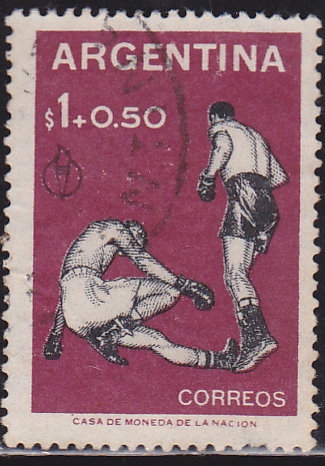 ARGENTINA
$1+0.50
CORREOS
CASA DE MONEDA DE LA NACION